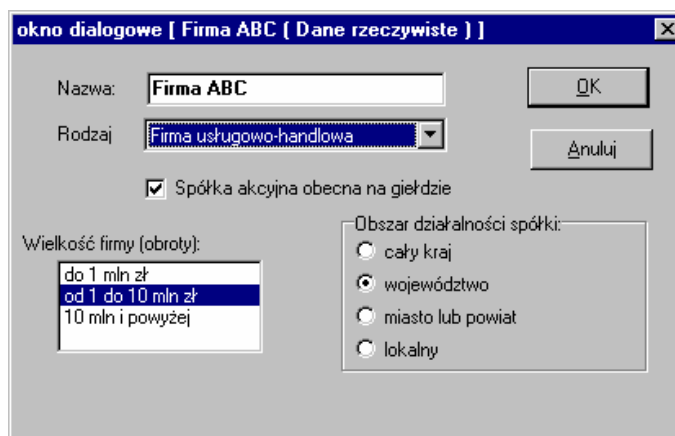 okno dialogowe [ Firma ABC ( Dane rzeczywiste ) ]
Nazwa: Firma ABC
OK
Rodzaj Firma usługowo-handlowa
Anuluj
Spółka akcyjna obecna na giełdzie
Wielkość firmy (obroty):
do 1 mln zł
od 1 do 10 mln zł
10 mln i powyżej
Obszar działalności spółki:
cały kraj
województwo
miasto lub powiat
lokalny